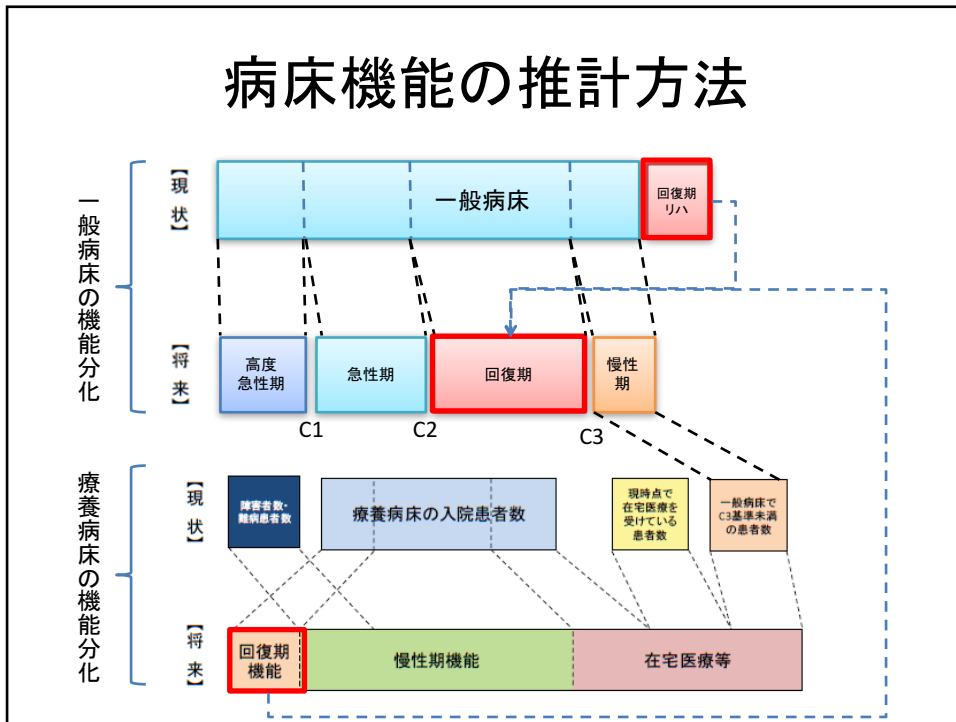 病床機能の推計方法
一般病床の機能分化
【現状】
一般病床
回復期
リハ
【将来】
高度
急性期
急性期
回復期
慢性
期
C1
C2
C3
療養病床の機能分化
【現状】
障害者数・
難病患者数
療養病床の入院患者数
現時点で
在宅医療を
受けている
患者数
一般病床で
C3基準未満
の患者数
【将来】
回復期
機能
慢性期機能
在宅医療等